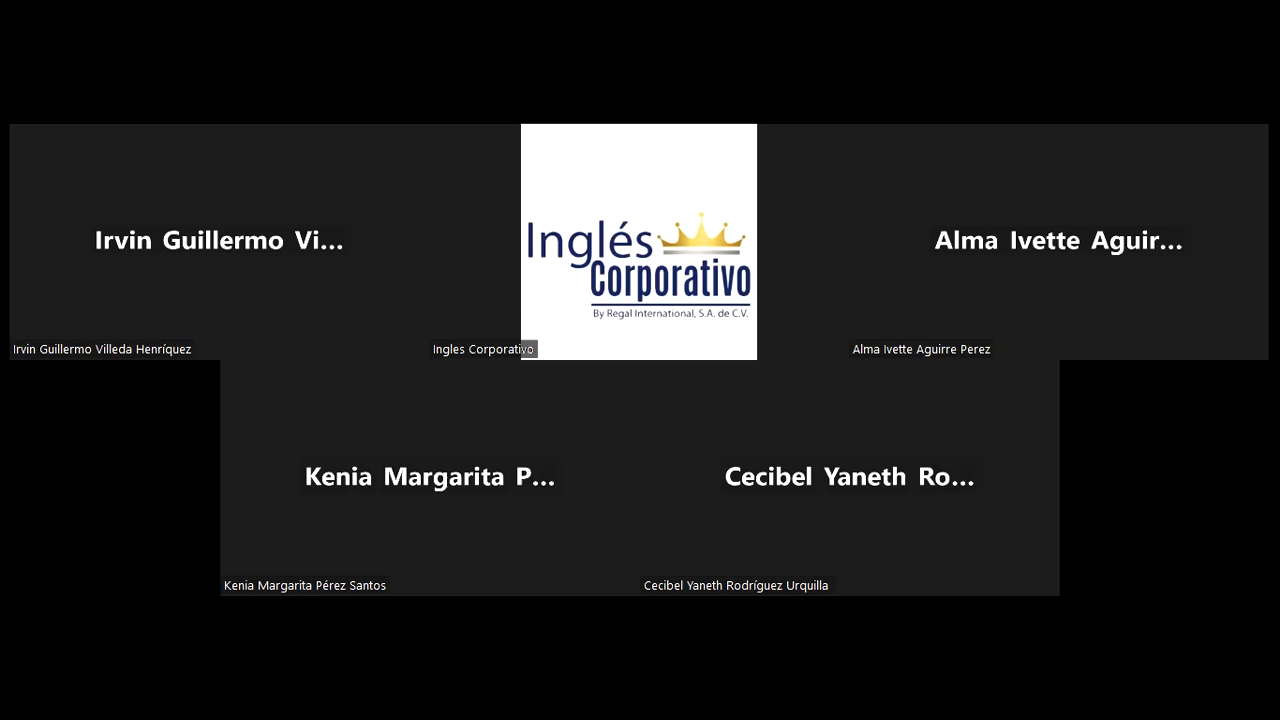 Irvin Guillermo Vi...
Inglés
Corporativo
By Regal International, S.A. de C.V.
Alma Ivette Aguir...
Irvin Guillermo Villeda Henríquez
Ingles Corporativo
Alma Ivette Aguirre Perez
Kenia Margarita P...
Cecibel Yaneth Ro...
Kenia Margarita Pérez Santos
Cecibel Yaneth Rodríguez Urquilla